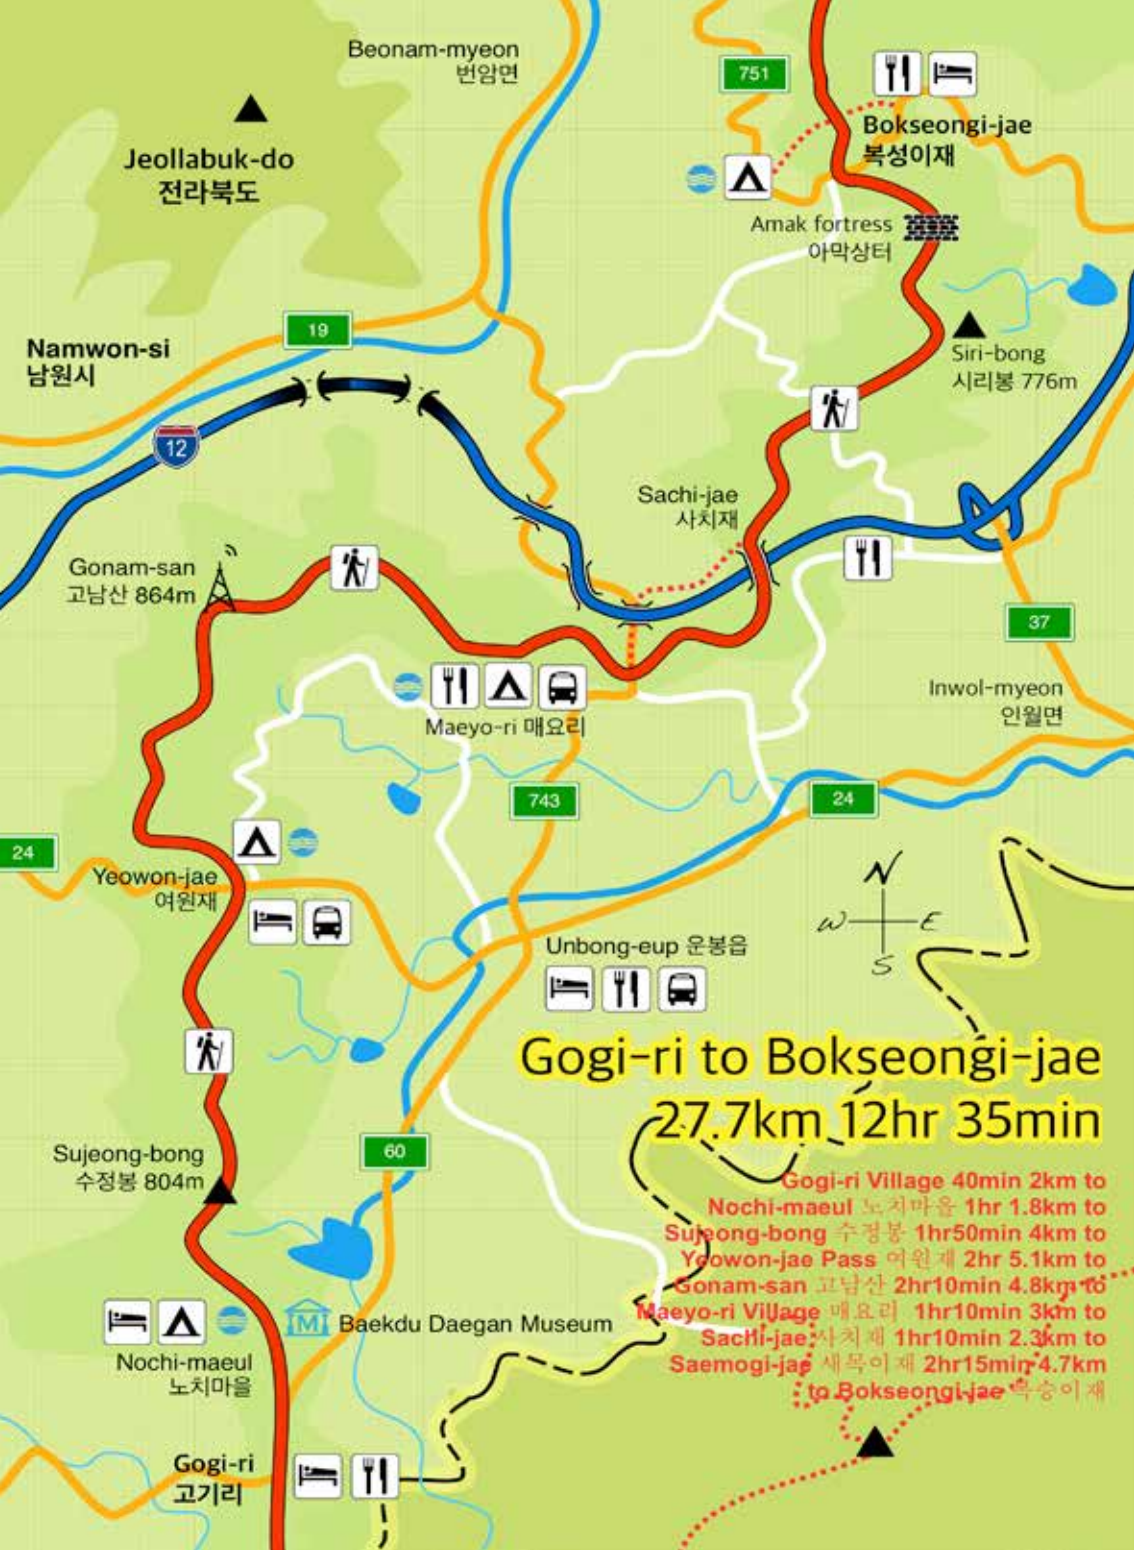 Beonam-myeon
번암면
751
Bokseongi-jae
복성이재
Jeollabuk-do
전라북도
Amak fortress
아막상터
19
Namwon-si
남원시
Siri-bong
시리봉 776m
12
Sachi-jae
사치재
Gonam-san
고남산 864m
37
Inwol-myeon
인월면
Maeyo-ri 매요리
743
24
24
Yeowon-jae
여원재
N
W E
S
Unbong-eup 운봉읍
Gogi-ri to Bokseongi-jae
27.7km 12hr 35min
Sujeong-bong
수정봉 804m
60
Gogi-ri Village 40min 2km to
Nochi-maeul 노치마을 1hr 1.8km to
Sujeong-bong 수정봉 1hr50min 4km to
Yeowon-jae Pass 여원재 2hr 5.1km to
Gonam-san 고남산 2hr10min 4.8km to
Maeyo-ri Village 매요리 1hr10min 3km to
Sachi-jae 사치재 1hr10min 2.3km to
Saemogi-jae 새목이재 2hr15min 4.7km
to Bokseongi-jae 복승이재
M
Baekdu Daegan Museum
Nochi-maeul
노치마을
Gogi-ri
고기리